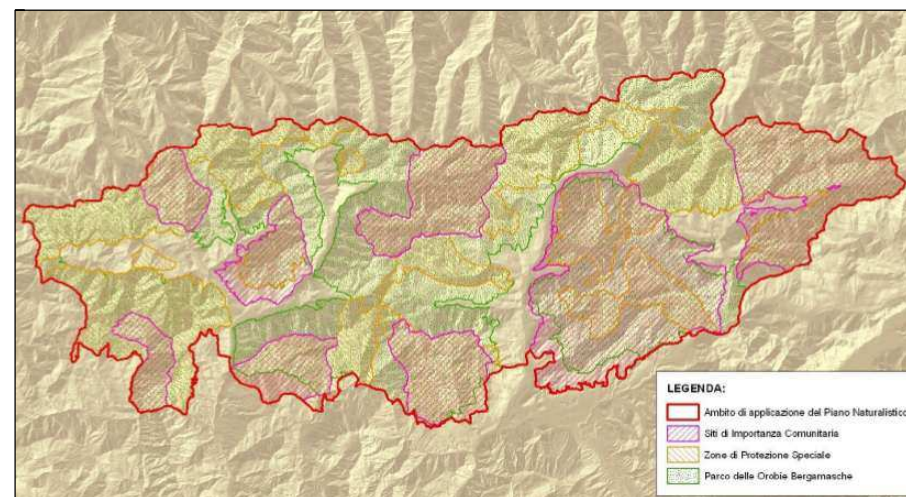 LEGENDA:
Ambito di applicazione del Piano Naturalistico
Siti di Importanza Comunitaria
Zone di Protezione Speciale
Parco delle Orobie Bergamasche